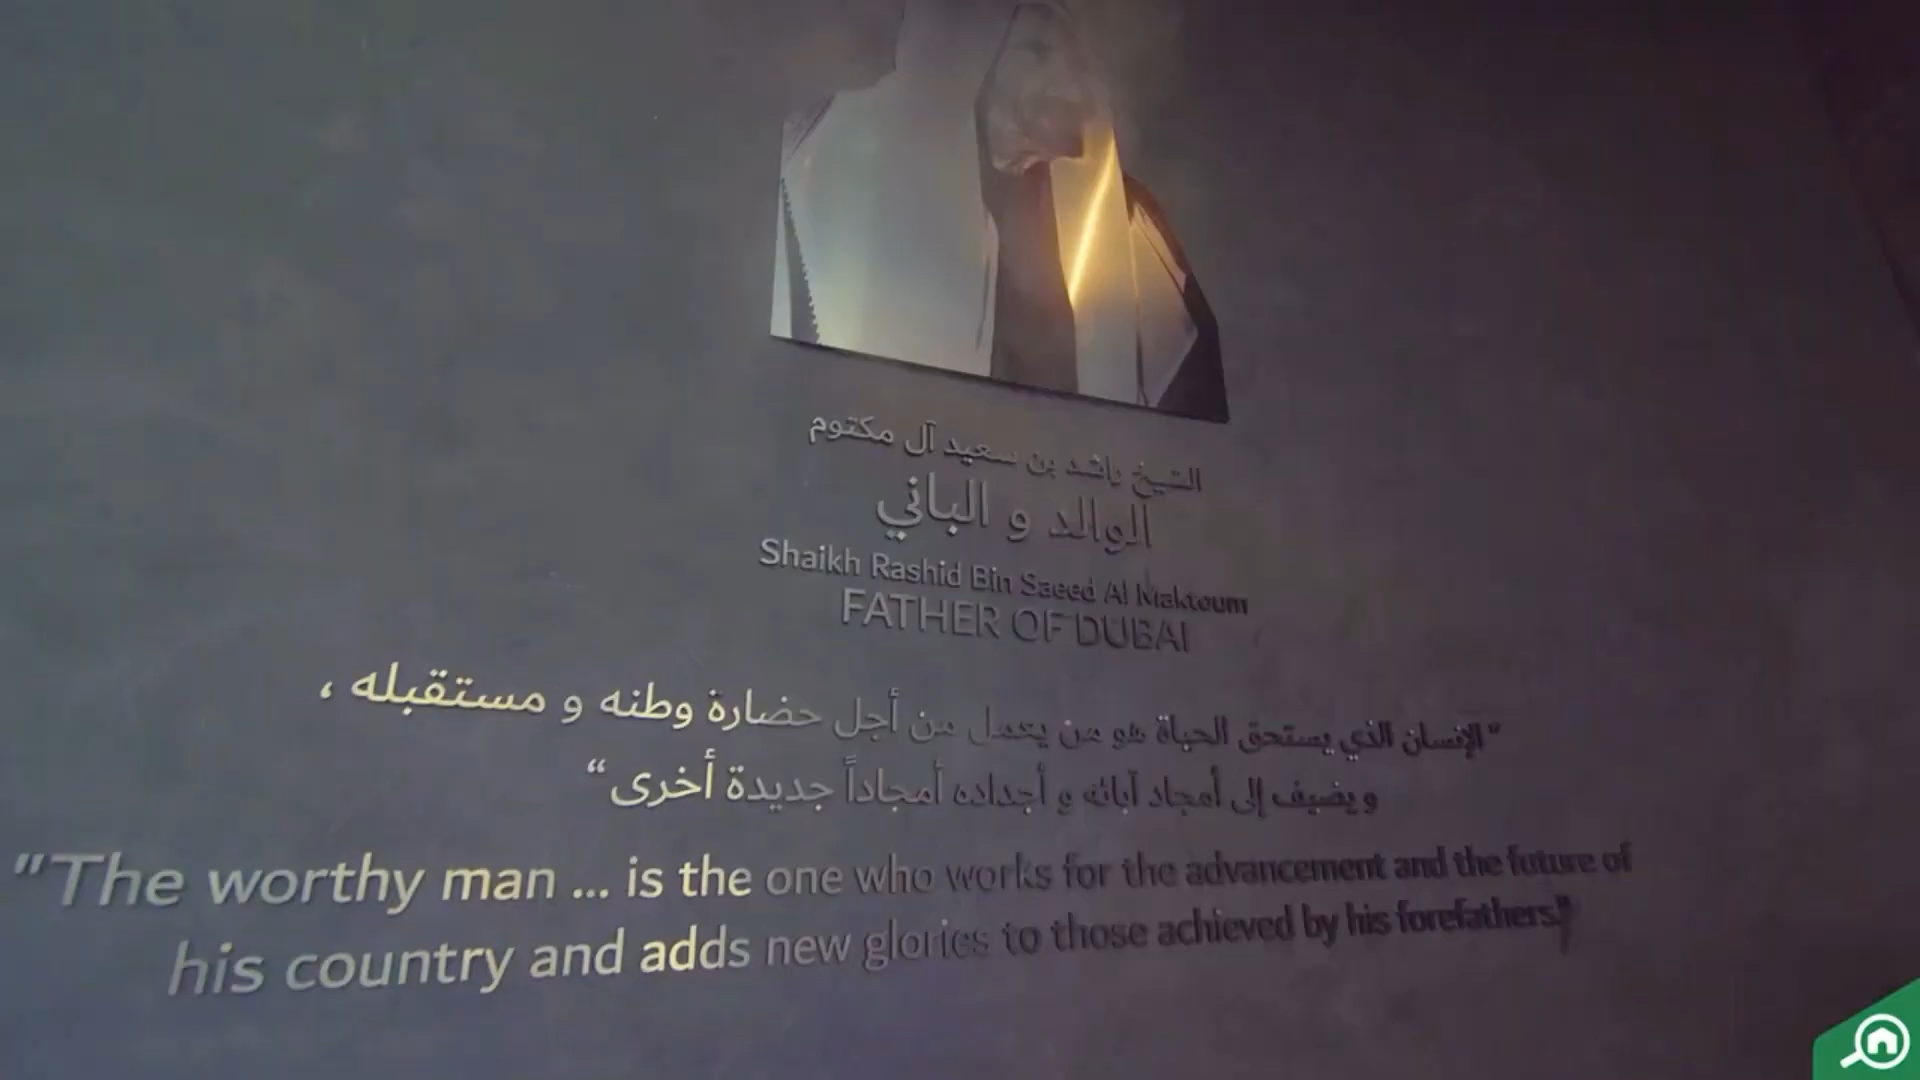 الشيخ راشد بن سعيد آل مكتوم
الوالد و الباني
Shaikh Rashid Bin Saeed Al Maktoum
FATHER OF DUBAI
"الإنسان الذي يستحق الحياة هو من يعمل من أجل حضارة وطنه و مستقبله ،
و يضيف إلى أمجاد آبائه و أجداده أمجاداً جديدة أخرى“
"The worthy man ... is the one who works for the advancement and the future of
his country and adds new glories to those achieved by his forefathers."